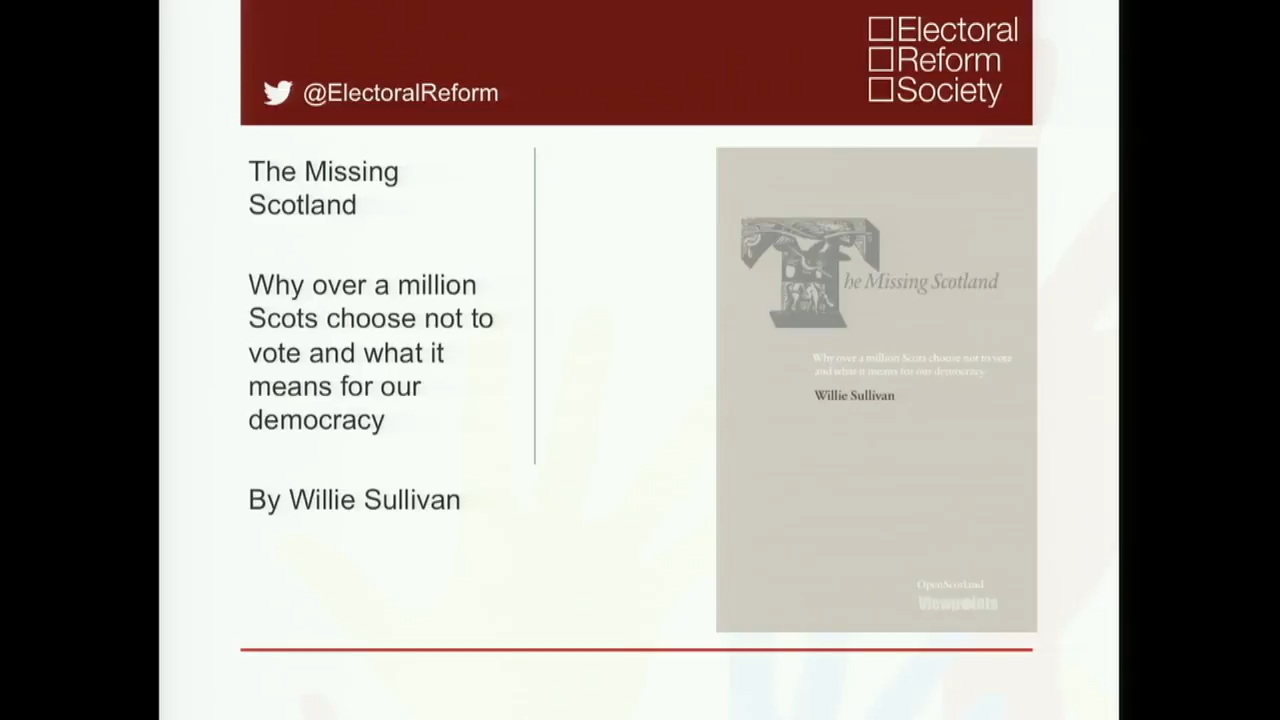 @ElectoralReform
Electoral
Reform
Society
The Missing
Scotland
Why over a million
Scots choose not to
vote and what it
means for our
democracy
By Willie Sullivan
The Missing Scotland
Why over a million Scots choose not to vote
and what it means for our democracy
Willie Sullivan
OpenScotland
Viewpoints